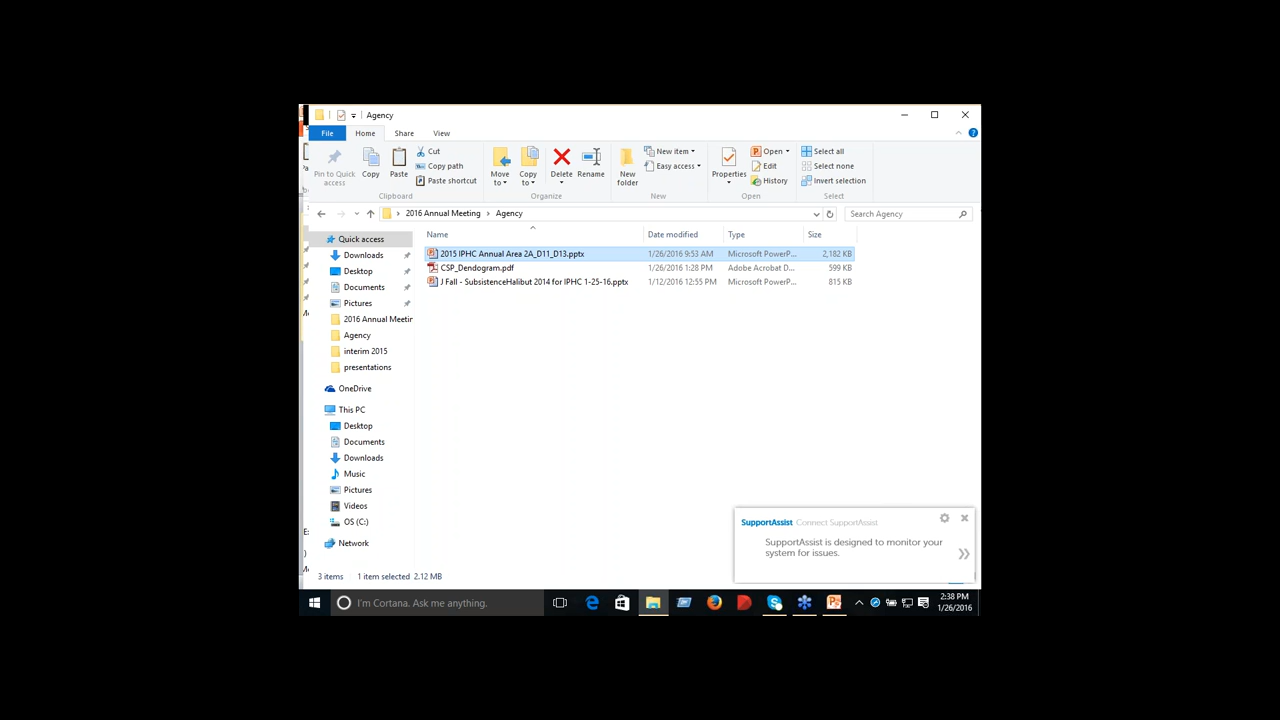 Agency
File Home Share View
Pin to Quick access
Copy
Paste
Cut
Copy path
Paste shortcut
Move to
Copy to
Delete
Rename
New folder
New item
Easy access
Properties
Open
Edit
History
Select all
Select none
Invert selection
Clipboard Organize New Open Select
2016 Annual Meeting Agency
Search Agency
Name Date modified Type Size
2015 IPHC Annual Area 2A_D11_D13.pptx 1/26/2016 9:53 AM Microsoft PowerP... 2,182 KB
CSP_Dendogram.pdf 1/26/2016 1:28 PM Adobe Acrobat D... 599 KB
J Fall - SubsistenceHalibut 2014 for IPHC 1-25-16.pptx 1/12/2016 12:55 PM Microsoft PowerP... 815 KB
Quick access
Downloads
Desktop
Documents
Pictures
2016 Annual Meetin
Agency
interim 2015
presentations
OneDrive
This PC
Desktop
Documents
Downloads
Music
Pictures
Videos
OS (C:)
Network
SupportAssist Connect SupportAssist
SupportAssist is designed to monitor your
system for issues.
3 items 1 item selected 2.12 MB
I'm Cortana. Ask me anything.
2:38 PM
1/26/2016